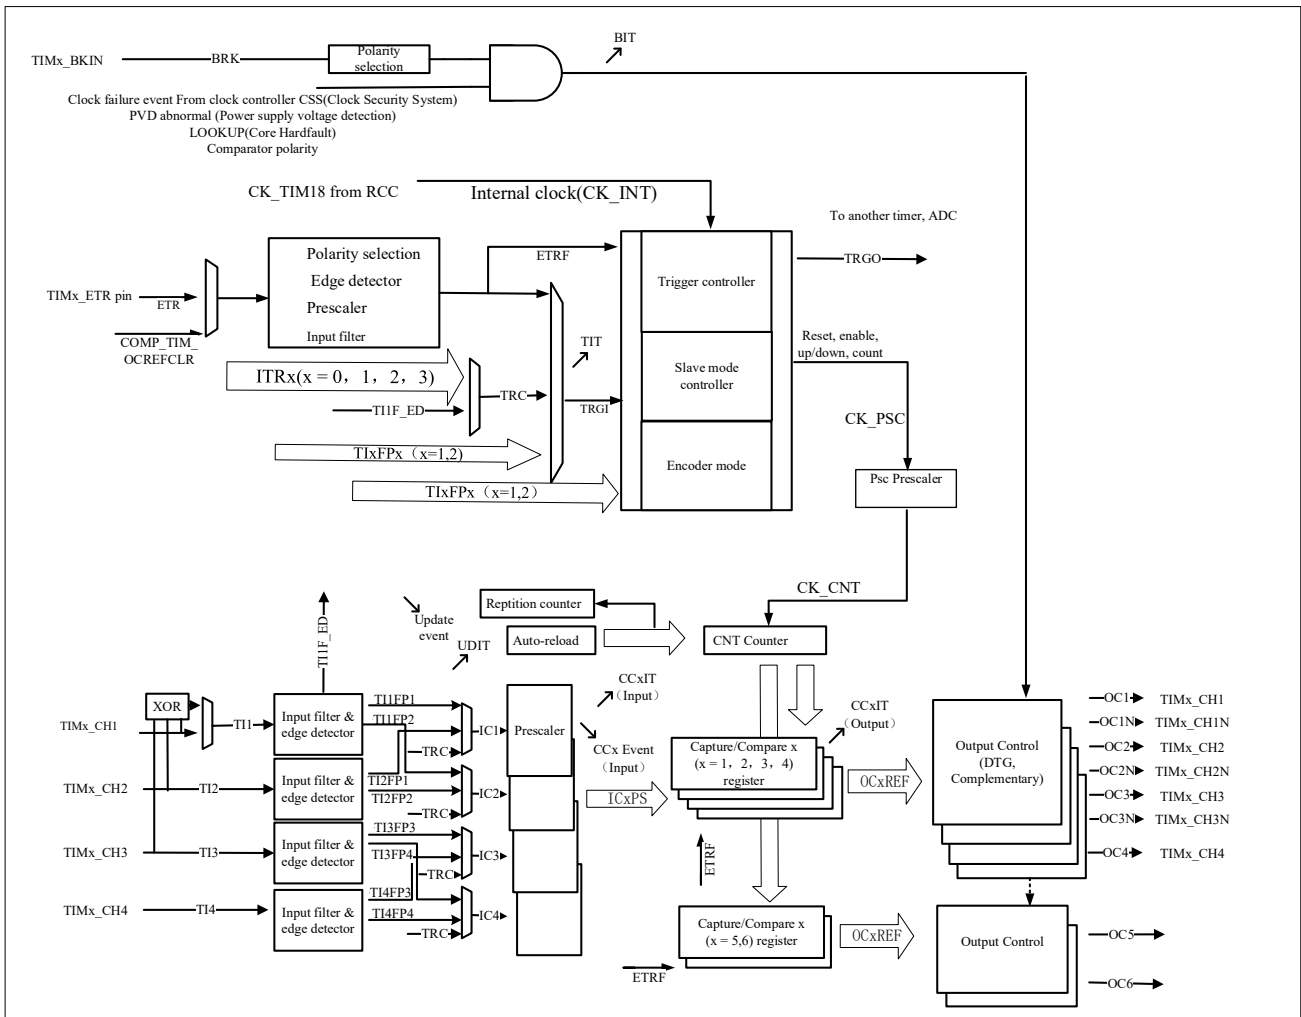 BIT
TIMx_BKIN
BRK
Polarity
selection
Clock failure event From clock controller CSS(Clock Security System)
PVD abnormal (Power supply voltage detection)
LOOKUP(Core Hardfault)
Comparator polarity
CK_TIM18 from RCC
Internal clock(CK_INT)
To another timer, ADC
TRGO
TIMx_ETR pin
ETR
COMP_TIM_
OCREFCLR
Polarity selection
Edge detector
Prescaler
Input filter
ETRF
Trigger controller
Slave mode
controller
Encoder mode
Reset, enable,
up/down, count
TIT
ITRx(x = 0，1，2，3)
TI1F_ED
TRC
TRGI
TIxFPx（x=1,2)
TIxFPx（x=1,2）
CK_PSC
Psc Prescaler
CK_CNT
Reptition counter
Auto-reload
CNT Counter
Update
event
UDIT
TI1F_ED
CCxIT
（Input)
CCx Event
(Input)
CCxIT
（Output)
XOR
TIMx_CH1
TI1
Input filter &
edge detector
TI1FP1
TI1FP2
TRC
IC1
Prescaler
TIMx_CH2
TI2
Input filter &
edge detector
TI2FP1
TI2FP2
TRC
IC2
TIMx_CH3
TI3
Input filter &
edge detector
TI3FP3
TI3FP4
TRC
IC3
TIMx_CH4
TI4
Input filter &
edge detector
TI4FP3
TI4FP4
TRC
IC4
ICxPS
Capture/Compare x
(x = 1，2，3，4)
register
OCxREF
ETRF
Output Control
(DTG,
Complementary)
OC1
TIMx_CH1
OC1N
TIMx_CH1N
OC2
TIMx_CH2
OC2N
TIMx_CH2N
OC3
TIMx_CH3
OC3N
TIMx_CH3N
OC4
TIMx_CH4
Capture/Compare x
(x = 5,6) register
OCxREF
ETRF
Output Control
OC5
OC6